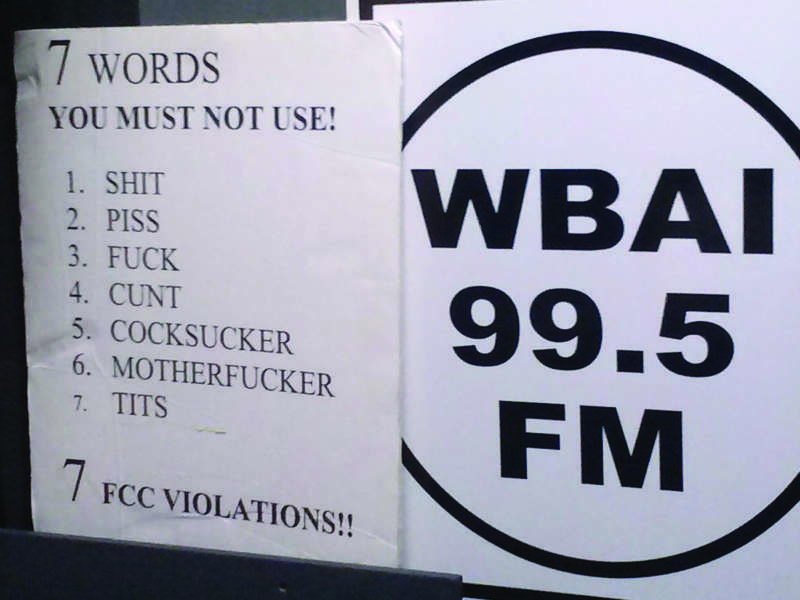 7 WORDS
YOU MUST NOT USE!
1. SHIT
2. PISS
3. FUCK
4. CUNT
5. COCKSUCKER
6. MOTHERFUCKER
7. TITS
7 FCC VIOLATIONS!!
WBAI
99.5
FM